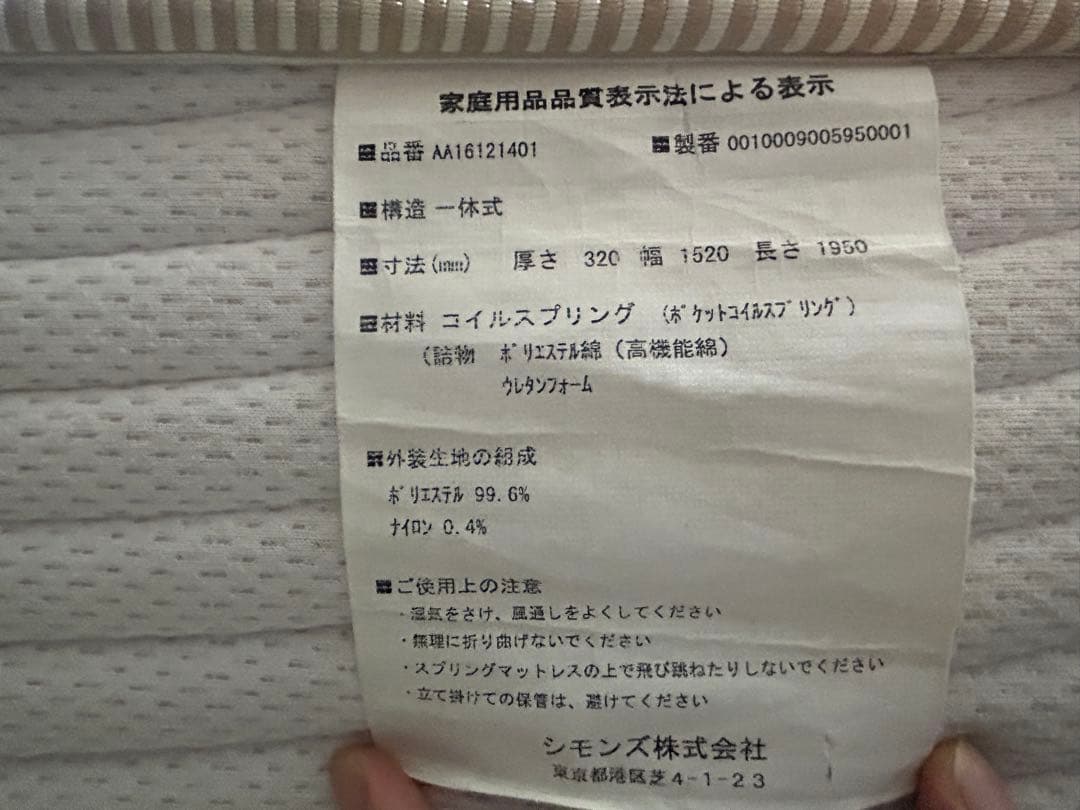 家庭用品品質表示法による表示
■品番 AA16121401 ■製番 0010009005950001
■構造 一体式
■寸法(mm) 厚さ 320 幅 1520 長さ 1950
■材料 コイルスプリング (ﾎﾟｹｯﾄｺｲﾙｽﾌﾟﾘﾝｸﾞ)
(詰物 ﾎﾟﾘｴｽﾃﾙ綿(高機能綿)
ｳﾚﾀﾝﾌｫｰﾑ
■外装生地の組成
ﾎﾟﾘｴｽﾃﾙ 99.6%
ﾅｲﾛﾝ 0.4%
■ご使用上の注意
・湿気をさけ、風通しをよくしてください
・無理に折り曲げないでください
・スプリングマットレスの上で飛び跳ねたりしないでください
・立て掛けての保管は、避けてください
シモンズ株式会社
東京都港区芝4-1-23